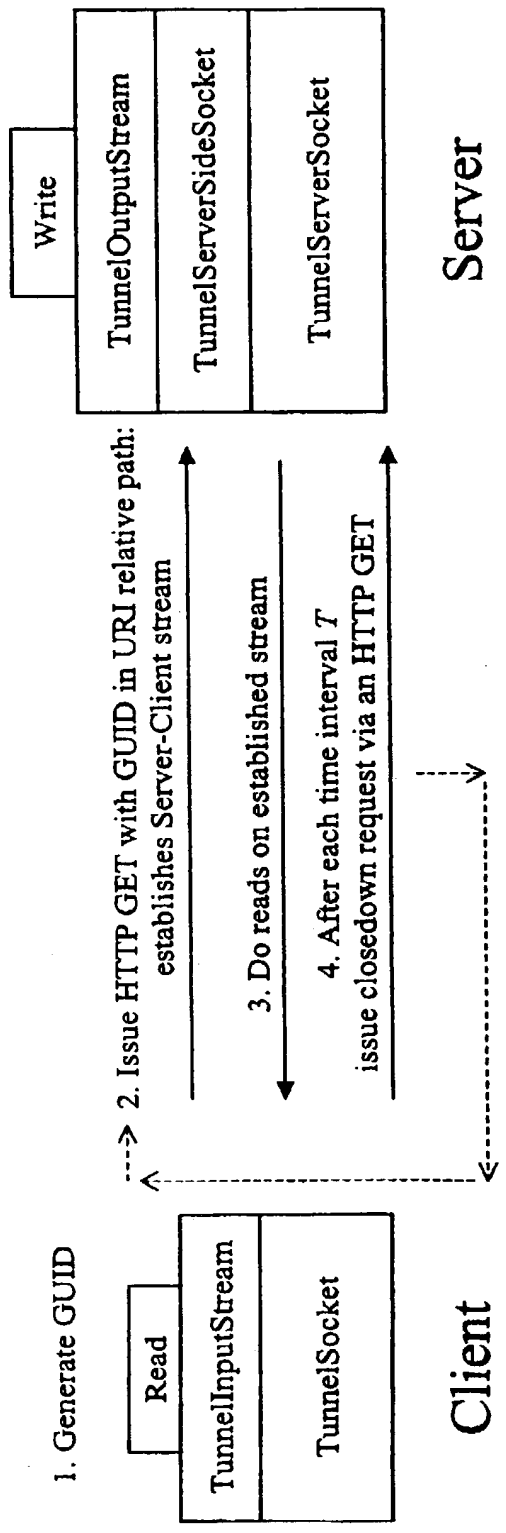 1. Generate GUID
Read
TunnelInputStream
TunnelSocket
Client
2. Issue HTTP GET with GUID in URI relative path:
establishes Server-Client stream
3. Do reads on established stream
4. After each time interval T
issue closedown request via an HTTP GET
Write
TunnelOutputStream
TunnelServerSideSocket
TunnelServerSocket
Server